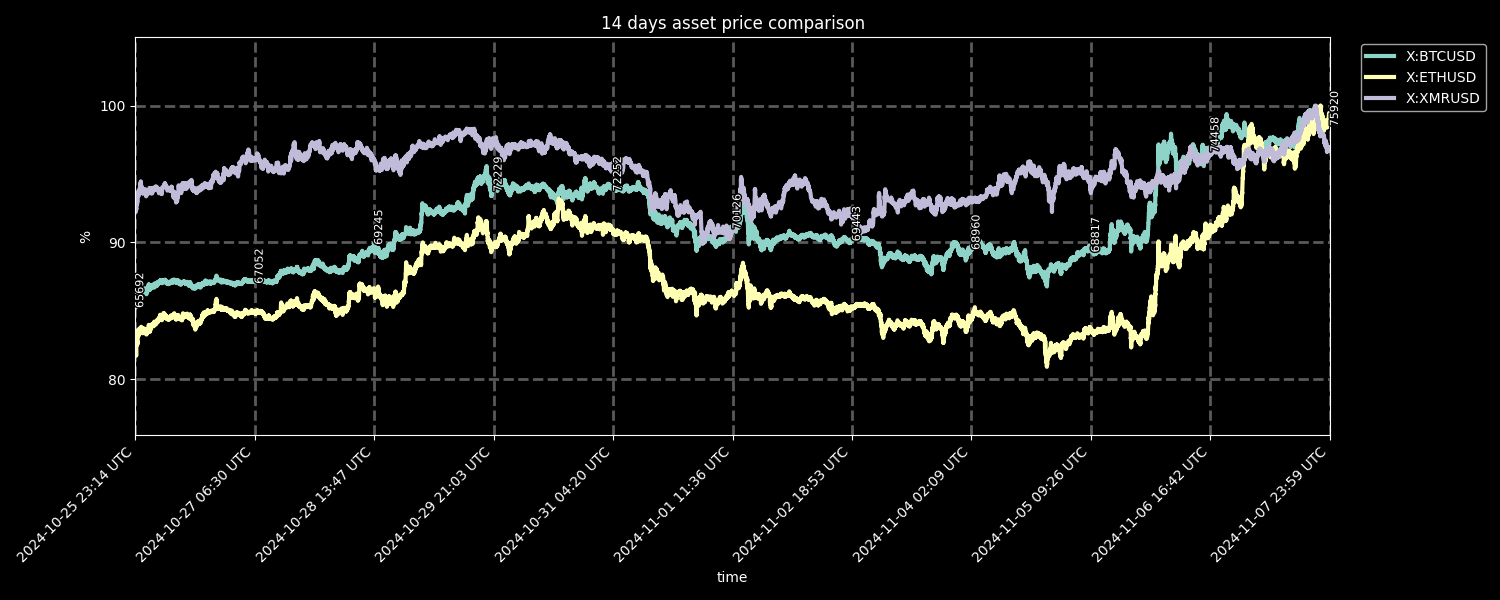 14 days asset price comparison
X:BTCUSD
X:ETHUSD
X:XMRUSD
100
90
80
%
65692
67052
69245
72229
72252
70126
69443
68960
68817
74458
75920
2024-10-25 23:14 UTC
2024-10-27 06:30 UTC
2024-10-28 13:47 UTC
2024-10-29 21:03 UTC
2024-10-31 04:20 UTC
2024-11-01 11:36 UTC
2024-11-02 18:53 UTC
2024-11-04 02:09 UTC
2024-11-05 09:26 UTC
2024-11-06 16:42 UTC
2024-11-07 23:59 UTC
time